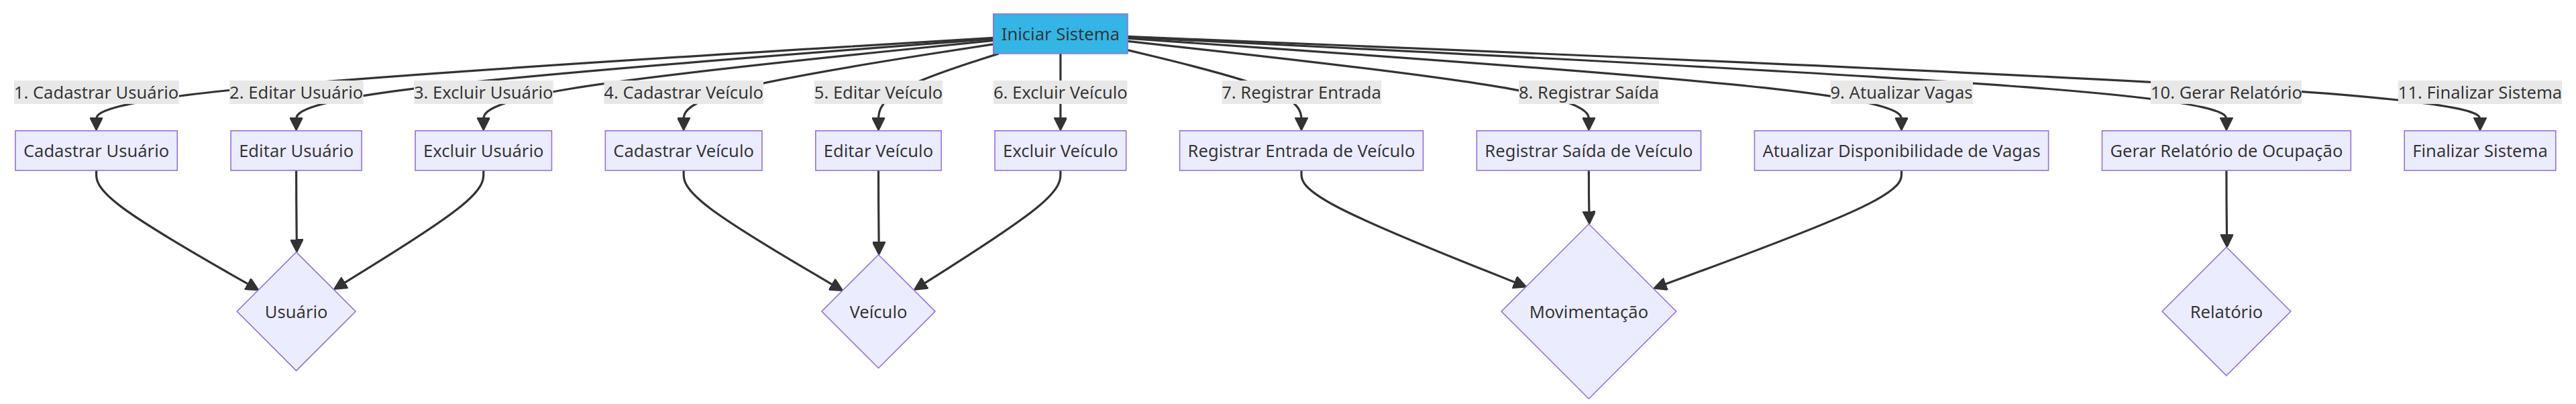 Iniciar Sistema
1. Cadastrar Usuário
2. Editar Usuário
3. Excluir Usuário
4. Cadastrar Veículo
5. Editar Veículo
6. Excluir Veículo
7. Registrar Entrada
8. Registrar Saída
9. Atualizar Vagas
10. Gerar Relatório
11. Finalizar Sistema
Cadastrar Usuário
Editar Usuário
Excluir Usuário
Cadastrar Veículo
Editar Veículo
Excluir Veículo
Registrar Entrada de Veículo
Registrar Saída de Veículo
Atualizar Disponibilidade de Vagas
Gerar Relatório de Ocupação
Finalizar Sistema
Usuário
Veículo
Movimentação
Relatório